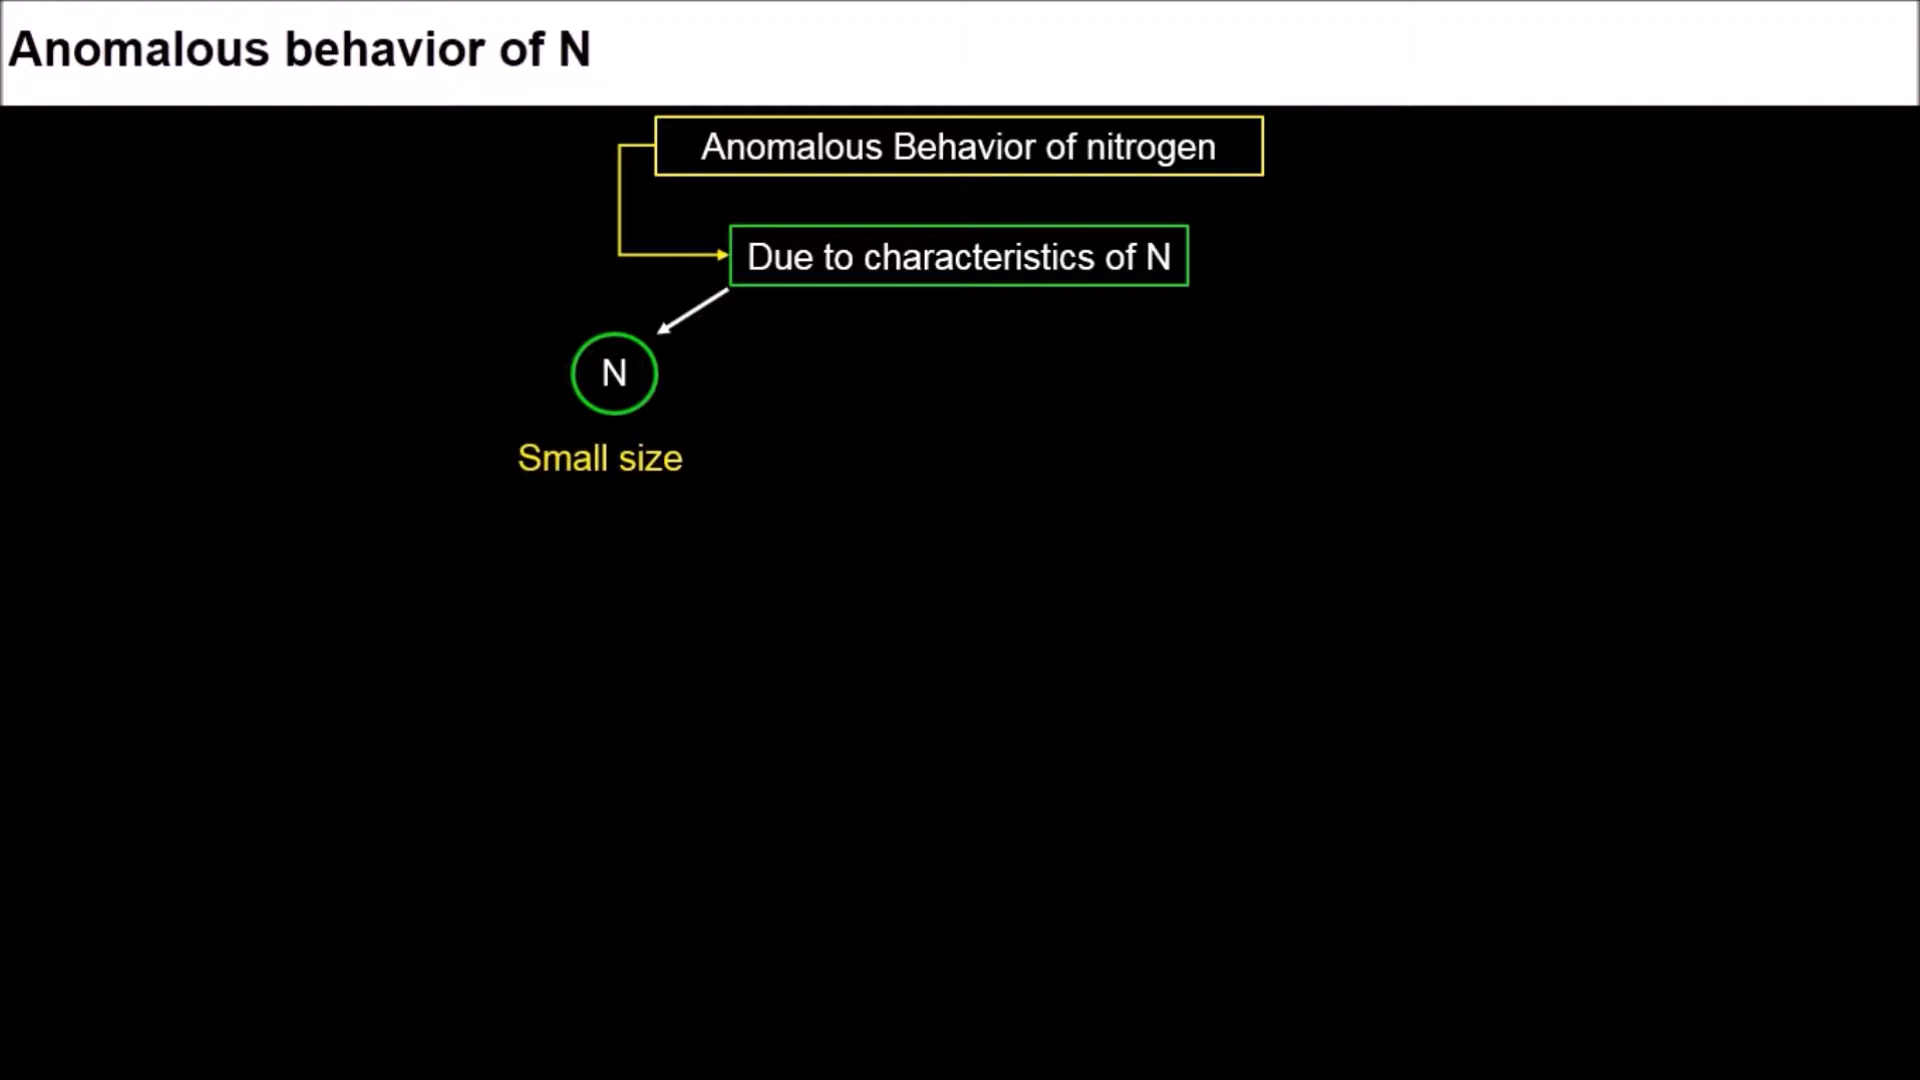 Anomalous behavior of N
Anomalous Behavior of nitrogen
Due to characteristics of N
N
Small size